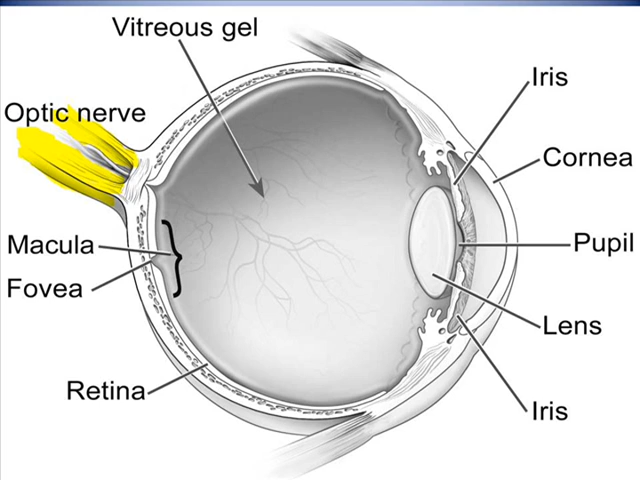 Vitreous gel
Iris
Optic nerve
Cornea
Macula
Pupil
Fovea
Lens
Retina
Iris